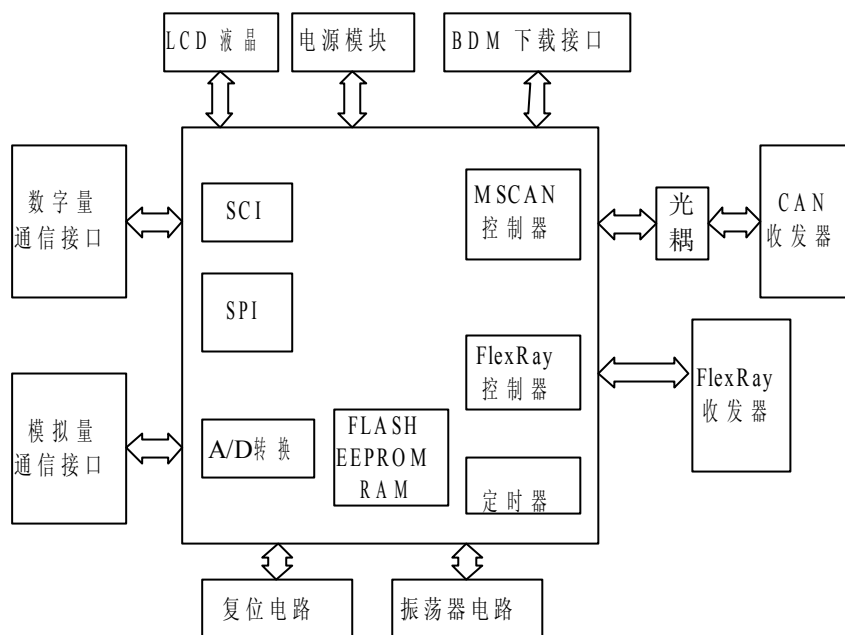 LCD 液晶
电源模块
BDM 下载接口
数字量
通信接口
SCI
MSCAN
控制器
光
耦
CAN
收发器
SPI
FlexRay
控制器
FlexRay
收发器
模拟量
通信接口
A/D转换
FLASH
EEPROM
RAM
定时器
复位电路
振荡器电路